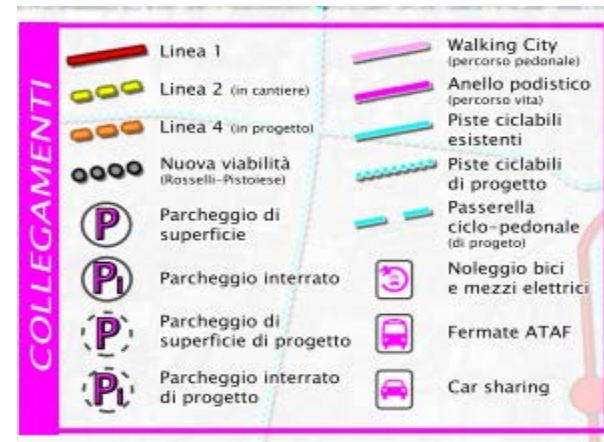 COLLEGAMENTI
Linea 1
Linea 2 (in cantiere)
Linea 4 (in progetto)
Nuova viabilità
(Rosselli-Pistoiese)
P
Parcheggio di
superficie
PI
Parcheggio interrato
P
Parcheggio di
superficie di progetto
PI
Parcheggio interrato
di progetto
Walking City
(percorso pedonale)
Anello podistico
(percorso vita)
Piste ciclabili
esistenti
Piste ciclabili
di progetto
Passerella
ciclo-pedonale
(di progeto)
Noleggio bici
e mezzi elettrici
Fermate ATAF
Car sharing